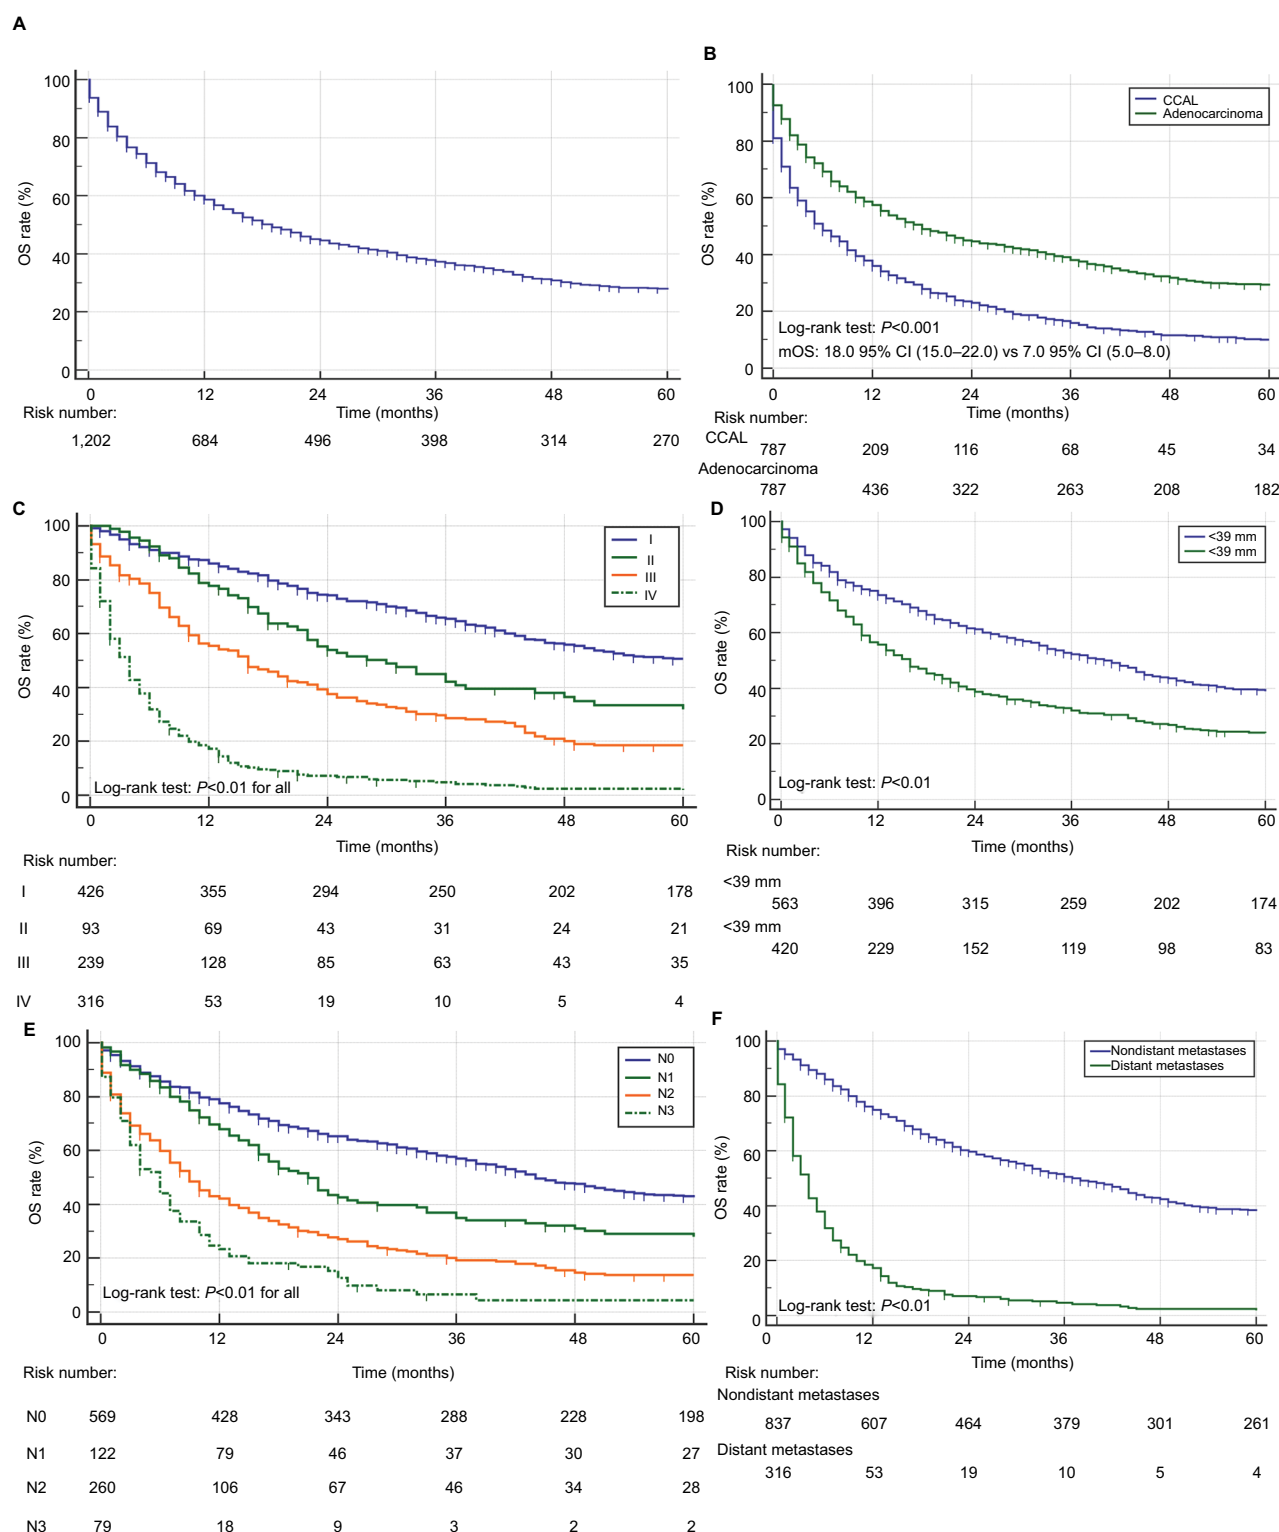 A
100
80
60
40
20
0
OS rate (%)
0 12 24 36 48 60
Time (months)
Risk number:
1,202 684 496 398 314 270
B
100
80
60
40
20
0
OS rate (%)
CCAL
Adenocarcinoma
Log-rank test: P<0.001
mOS: 18.0 95% CI (15.0–22.0) vs 7.0 95% CI (5.0–8.0)
0 12 24 36 48 60
Time (months)
Risk number:
CCAL
787 209 116 68 45 34
Adenocarcinoma
787 436 322 263 208 182
C
100
80
60
40
20
0
OS rate (%)
I
II
III
IV
Log-rank test: P<0.01 for all
0 12 24 36 48 60
Time (months)
Risk number:
I 426 355 294 250 202 178
II 93 69 43 31 24 21
III 239 128 85 63 43 35
IV 316 53 19 10 5 4
D
100
80
60
40
20
0
OS rate (%)
<39 mm
<39 mm
Log-rank test: P<0.01
0 12 24 36 48 60
Time (months)
Risk number:
<39 mm
563 396 315 259 202 174
<39 mm
420 229 152 119 98 83
E
100
80
60
40
20
0
OS rate (%)
N0
N1
N2
N3
Log-rank test: P<0.01 for all
0 12 24 36 48 60
Time (months)
Risk number:
N0 569 428 343 288 228 198
N1 122 79 46 37 30 27
N2 260 106 67 46 34 28
N3 79 18 9 3 2 2
F
100
80
60
40
20
0
OS rate (%)
Nondistant metastases
Distant metastases
Log-rank test: P<0.01
0 12 24 36 48 60
Time (months)
Risk number:
Nondistant metastases
837 607 464 379 301 261
Distant metastases
316 53 19 10 5 4